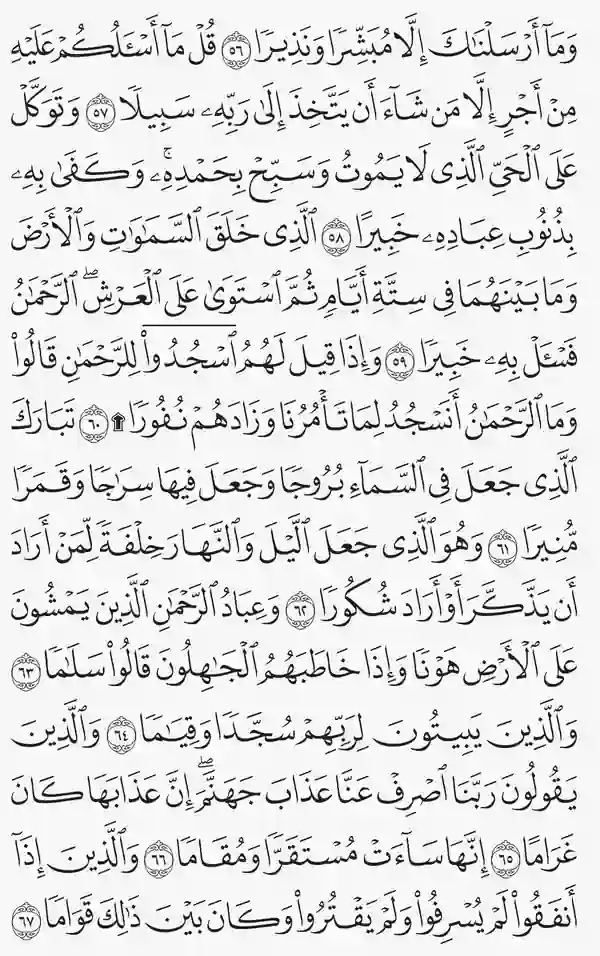 وَمَآ أَرْسَلْنَٰكَ إِلَّا مُبَشِّرًا وَنَذِيرًا ٥٦ قُلْ مَآ أَسْـَٔلُكُمْ عَلَيْهِ
مِنْ أَجْرٍ إِلَّا مَن شَآءَ أَن يَتَّخِذَ إِلَىٰ رَبِّهِۦ سَبِيلًا ٥٧ وَتَوَكَّلْ
عَلَى ٱلْحَىِّ ٱلَّذِى لَا يَمُوتُ وَسَبِّحْ بِحَمْدِهِۦۚ وَكَفَىٰ بِهِۦ
بِذُنُوبِ عِبَادِهِۦ خَبِيرًا ٥٨ ٱلَّذِى خَلَقَ ٱلسَّمَٰوَٰتِ وَٱلْأَرْضَ
وَمَا بَيْنَهُمَا فِى سِتَّةِ أَيَّامٍ ثُمَّ ٱسْتَوَىٰ عَلَى ٱلْعَرْشِۖ ٱلرَّحْمَٰنُ
فَسْـَٔلْ بِهِۦ خَبِيرًا ٥٩ وَإِذَا قِيلَ لَهُمُ ٱسْجُدُوا۟ لِلرَّحْمَٰنِ قَالُوا۟
وَمَا ٱلرَّحْمَٰنُ أَنَسْجُدُ لِمَا تَأْمُرُنَا وَزَادَهُمْ نُفُورًا ۩ ٦٠ تَبَارَكَ
ٱلَّذِى جَعَلَ فِى ٱلسَّمَآءِ بُرُوجًا وَجَعَلَ فِيهَا سِرَٰجًا وَقَمَرًا
مُّنِيرًا ٦١ وَهُوَ ٱلَّذِى جَعَلَ ٱلَّيْلَ وَٱلنَّهَارَ خِلْفَةً لِّمَنْ أَرَادَ
أَن يَذَّكَّرَ أَوْ أَرَادَ شُكُورًا ٦٢ وَعِبَادُ ٱلرَّحْمَٰنِ ٱلَّذِينَ يَمْشُونَ
عَلَى ٱلْأَرْضِ هَوْنًا وَإِذَا خَاطَبَهُمُ ٱلْجَٰهِلُونَ قَالُوا۟ سَلَٰمًا ٦٣
وَٱلَّذِينَ يَبِيتُونَ لِرَبِّهِمْ سُجَّدًا وَقِيَٰمًا ٦٤ وَٱلَّذِينَ
يَقُولُونَ رَبَّنَا ٱصْرِفْ عَنَّا عَذَابَ جَهَنَّمَۖ إِنَّ عَذَابَهَا كَانَ
غَرَامًا ٦٥ إِنَّهَا سَآءَتْ مُسْتَقَرًّا وَمُقَامًا ٦٦ وَٱلَّذِينَ إِذَآ
أَنفَقُوا۟ لَمْ يُسْرِفُوا۟ وَلَمْ يَقْتُرُوا۟ وَكَانَ بَيْنَ ذَٰلِكَ قَوَامًا ٦٧